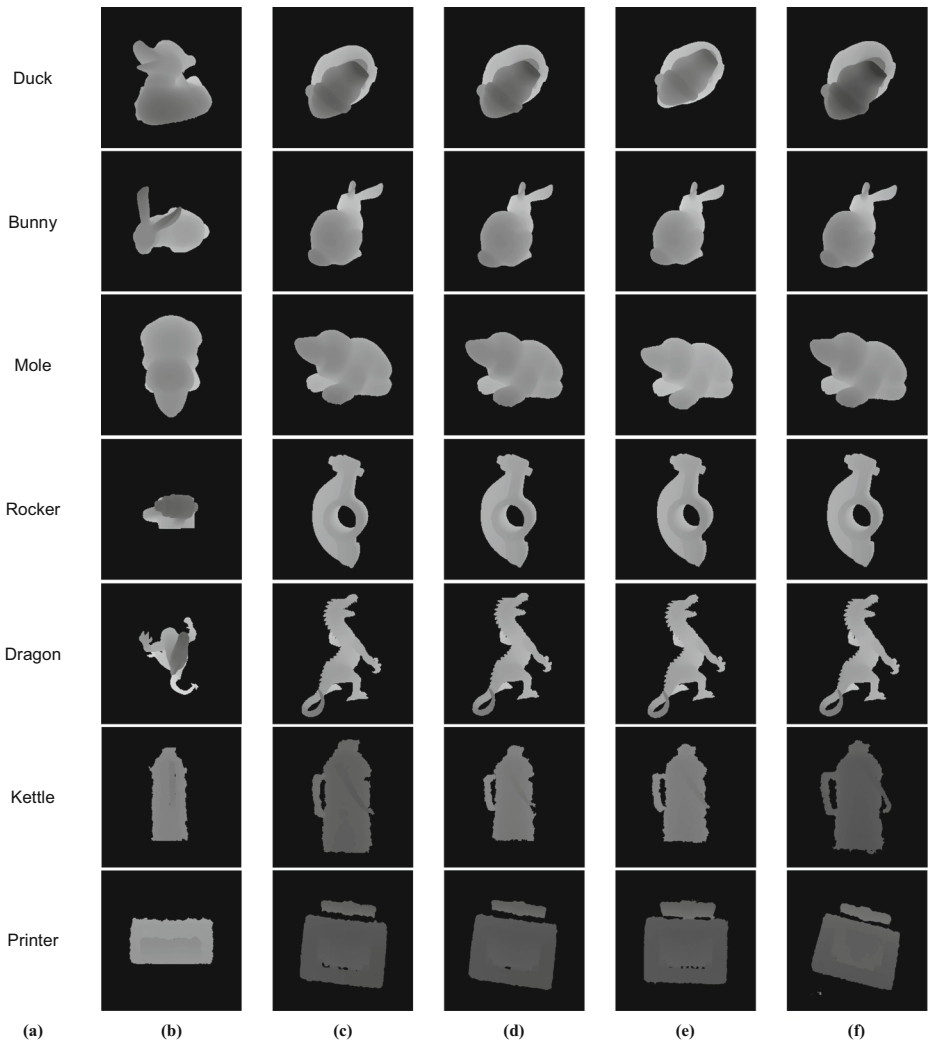 Duck
Bunny
Mole
Rocker
Dragon
Kettle
Printer
(a) (b) (c) (d) (e) (f)